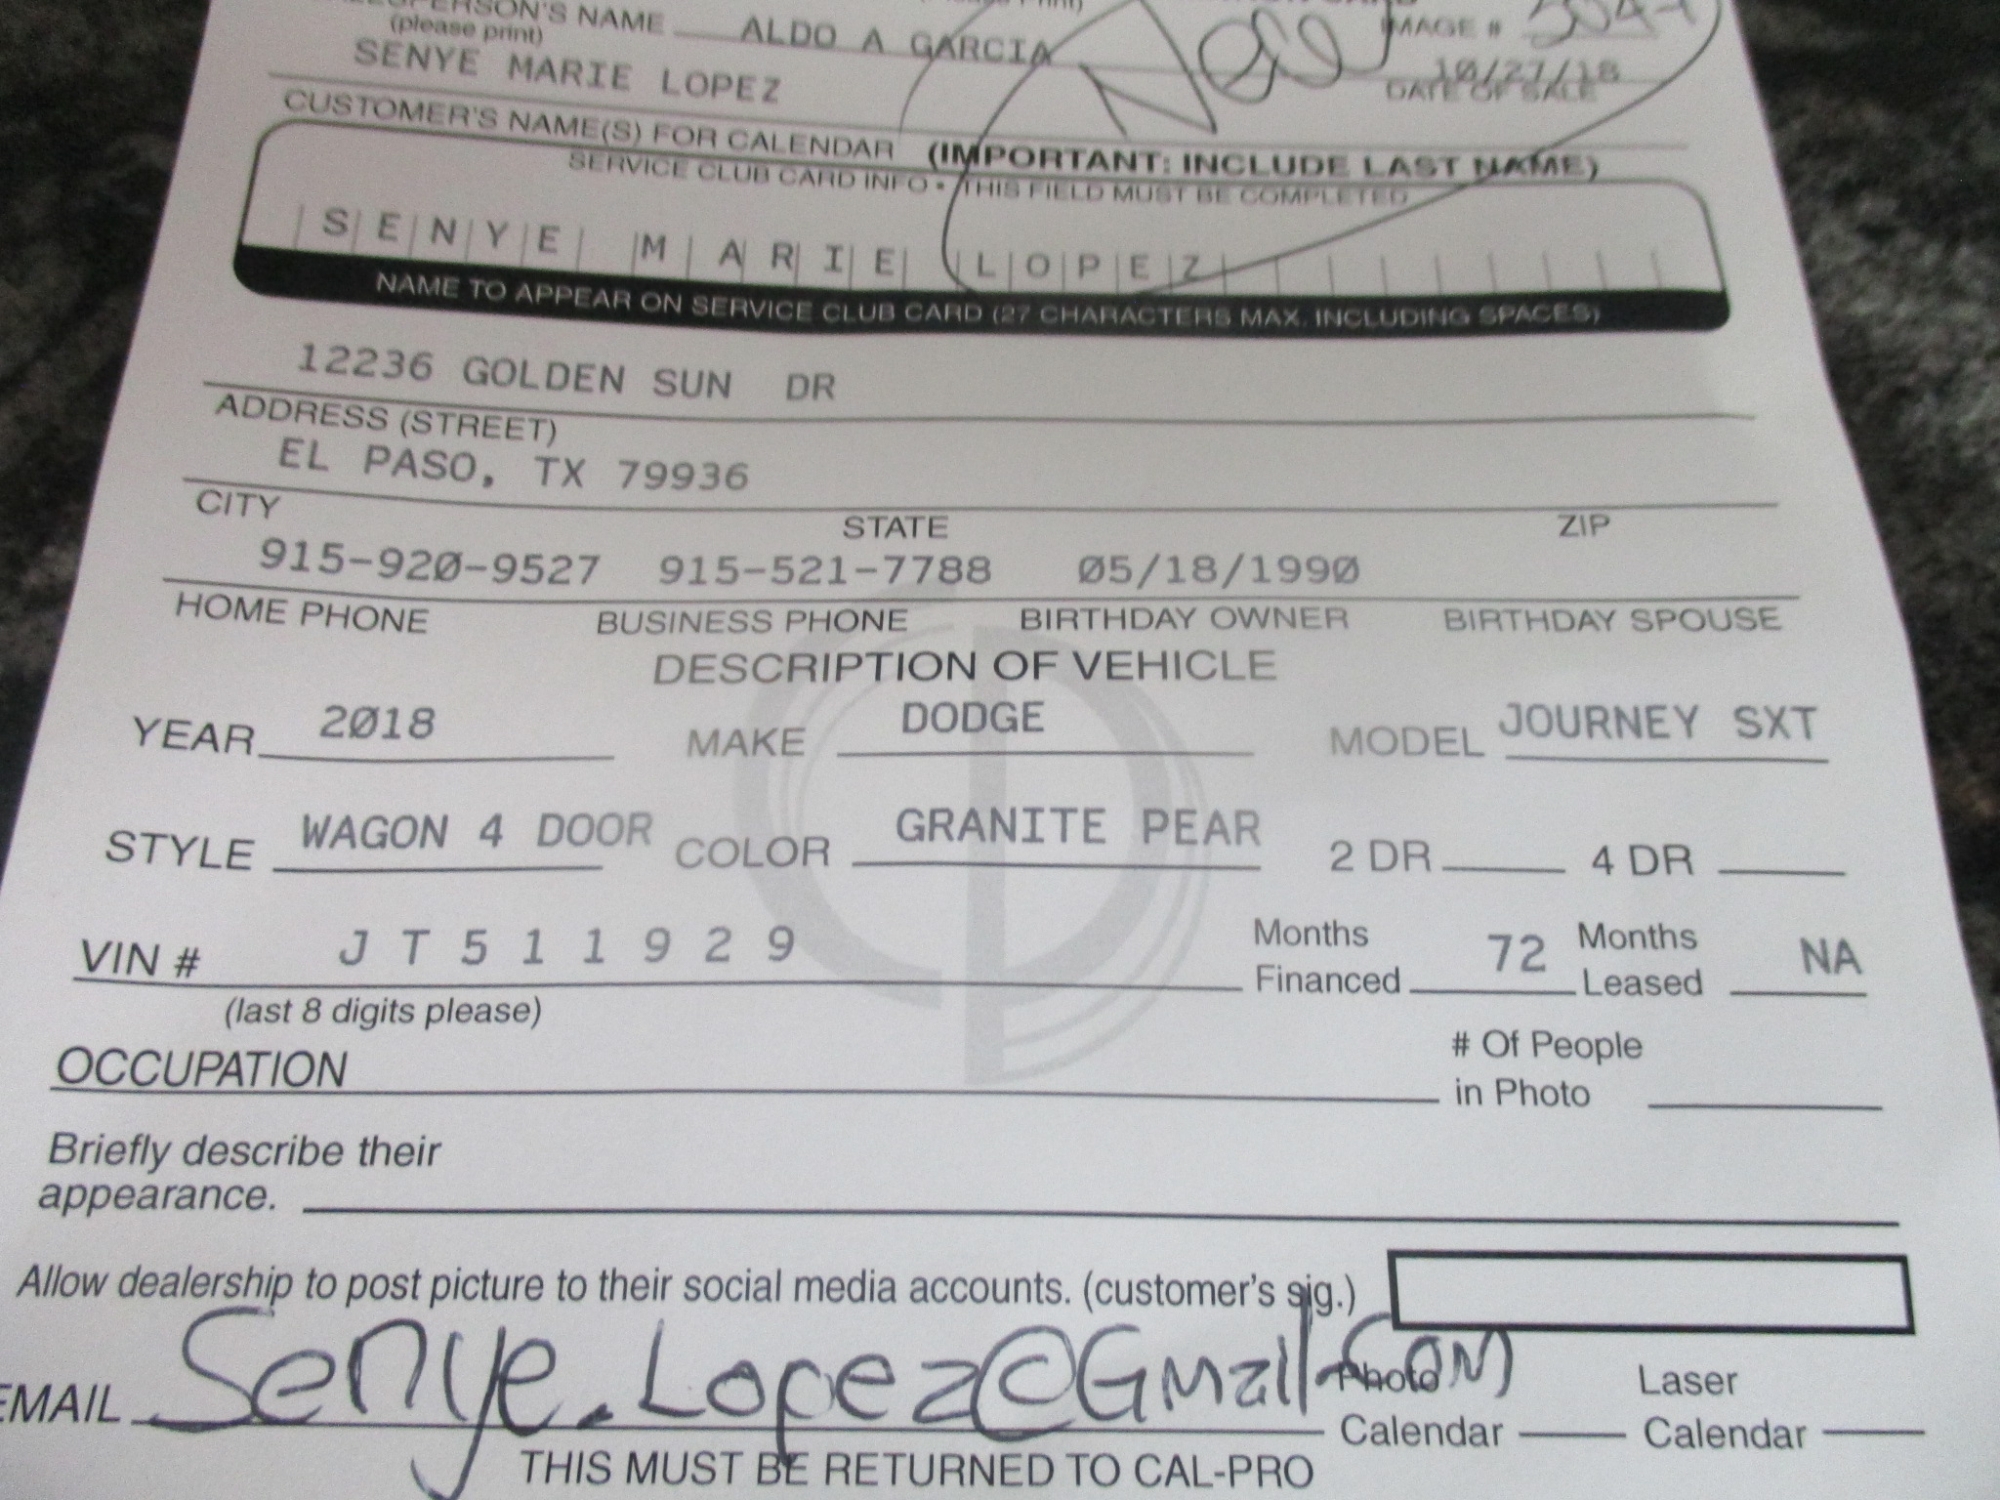 PERSON'S NAME ALDO A GARCIA IMAGE #
(please print)
SENYE MARIE LOPEZ 10/27/18
DATE OF SALE
CUSTOMER'S NAME(S) FOR CALENDAR (IMPORTANT: INCLUDE LAST NAME)
SERVICE CLUB CARD INFO • THIS FIELD MUST BE COMPLETED
SENYE MARIE LOPEZ
NAME TO APPEAR ON SERVICE CLUB CARD (27 CHARACTERS MAX. INCLUDING SPACES)
12236 GOLDEN SUN DR
ADDRESS (STREET)
EL PASO, TX 79936
CITY STATE ZIP
915-920-9527 915-521-7788 05/18/1990
HOME PHONE BUSINESS PHONE BIRTHDAY OWNER BIRTHDAY SPOUSE
DESCRIPTION OF VEHICLE
YEAR 2018 MAKE DODGE MODEL JOURNEY SXT
STYLE WAGON 4 DOOR COLOR GRANITE PEAR 2 DR 4 DR
VIN # J T 5 1 1 9 2 9 Months Financed 72 Months Leased NA
(last 8 digits please)
OCCUPATION # Of People in Photo
Briefly describe their
appearance.
Allow dealership to post picture to their social media accounts. (customer's sig.)
EMAIL Senye.Lopez@Gmail.com Photo Calendar Laser Calendar
THIS MUST BE RETURNED TO CAL-PRO